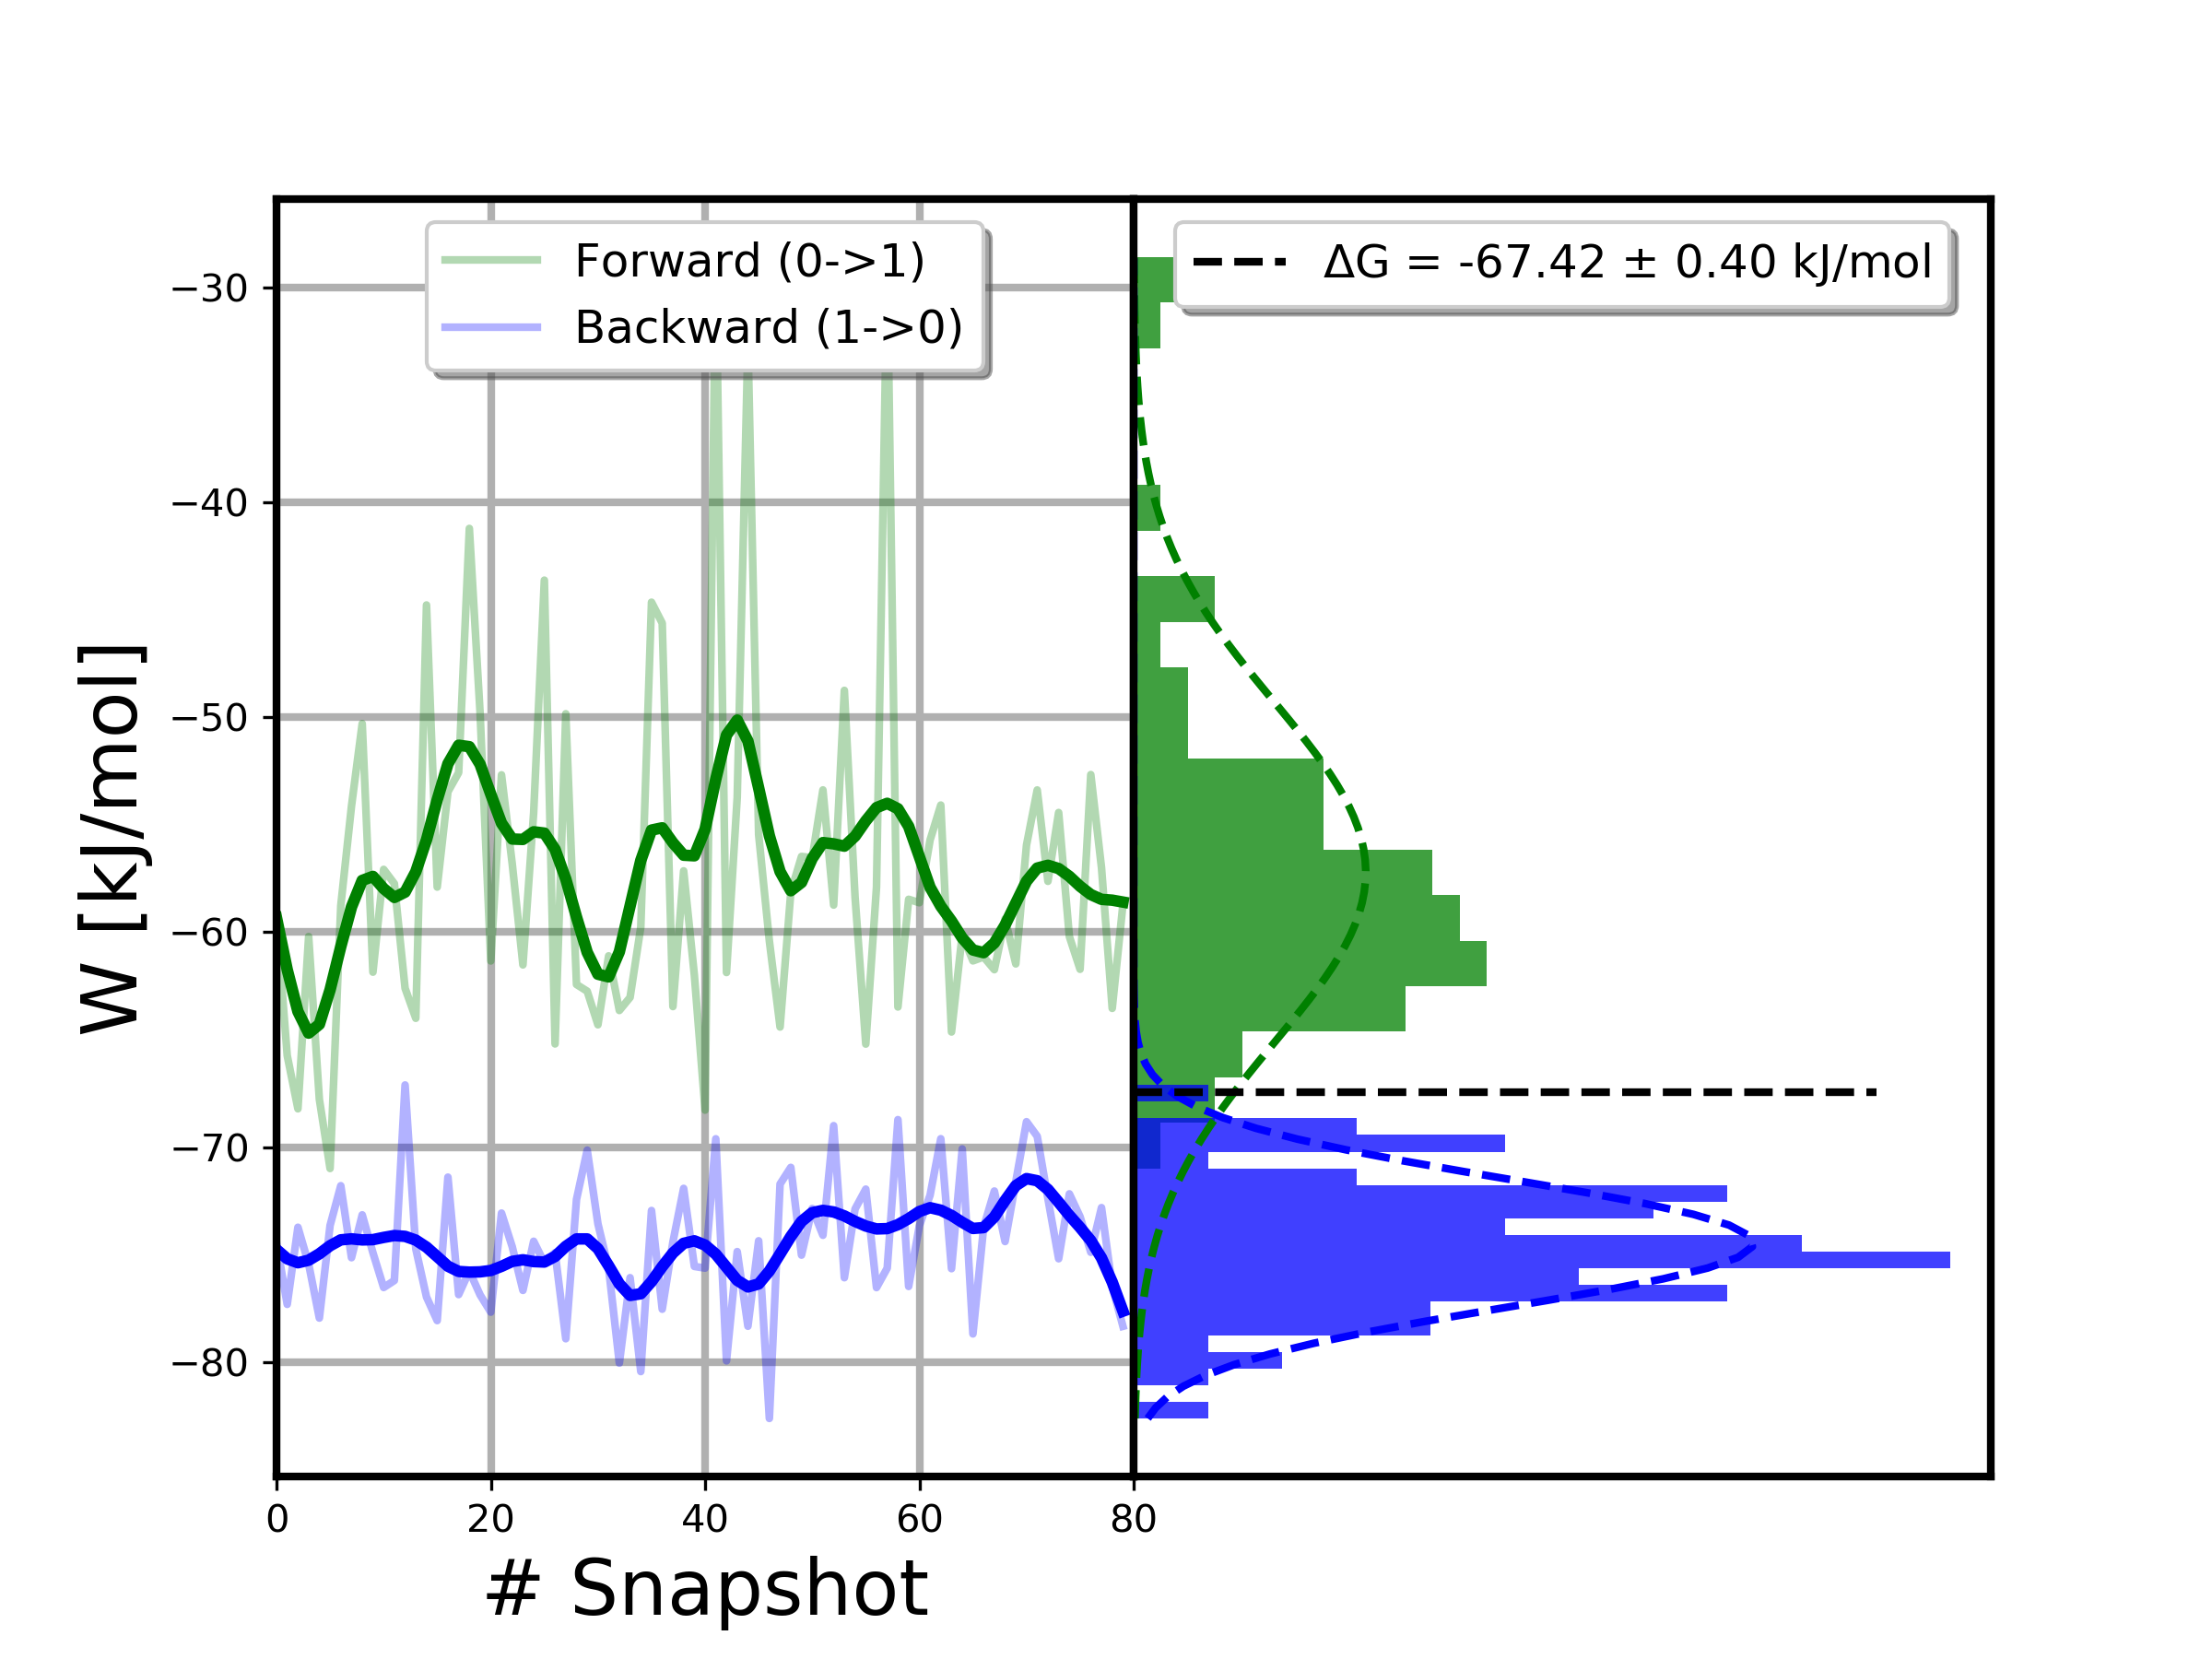 Forward (0->1)
Backward (1->0)
ΔG = -67.42 ± 0.40 kJ/mol
W [kJ/mol]
−30
−40
−50
−60
−70
−80
0
20
40
60
80
# Snapshot